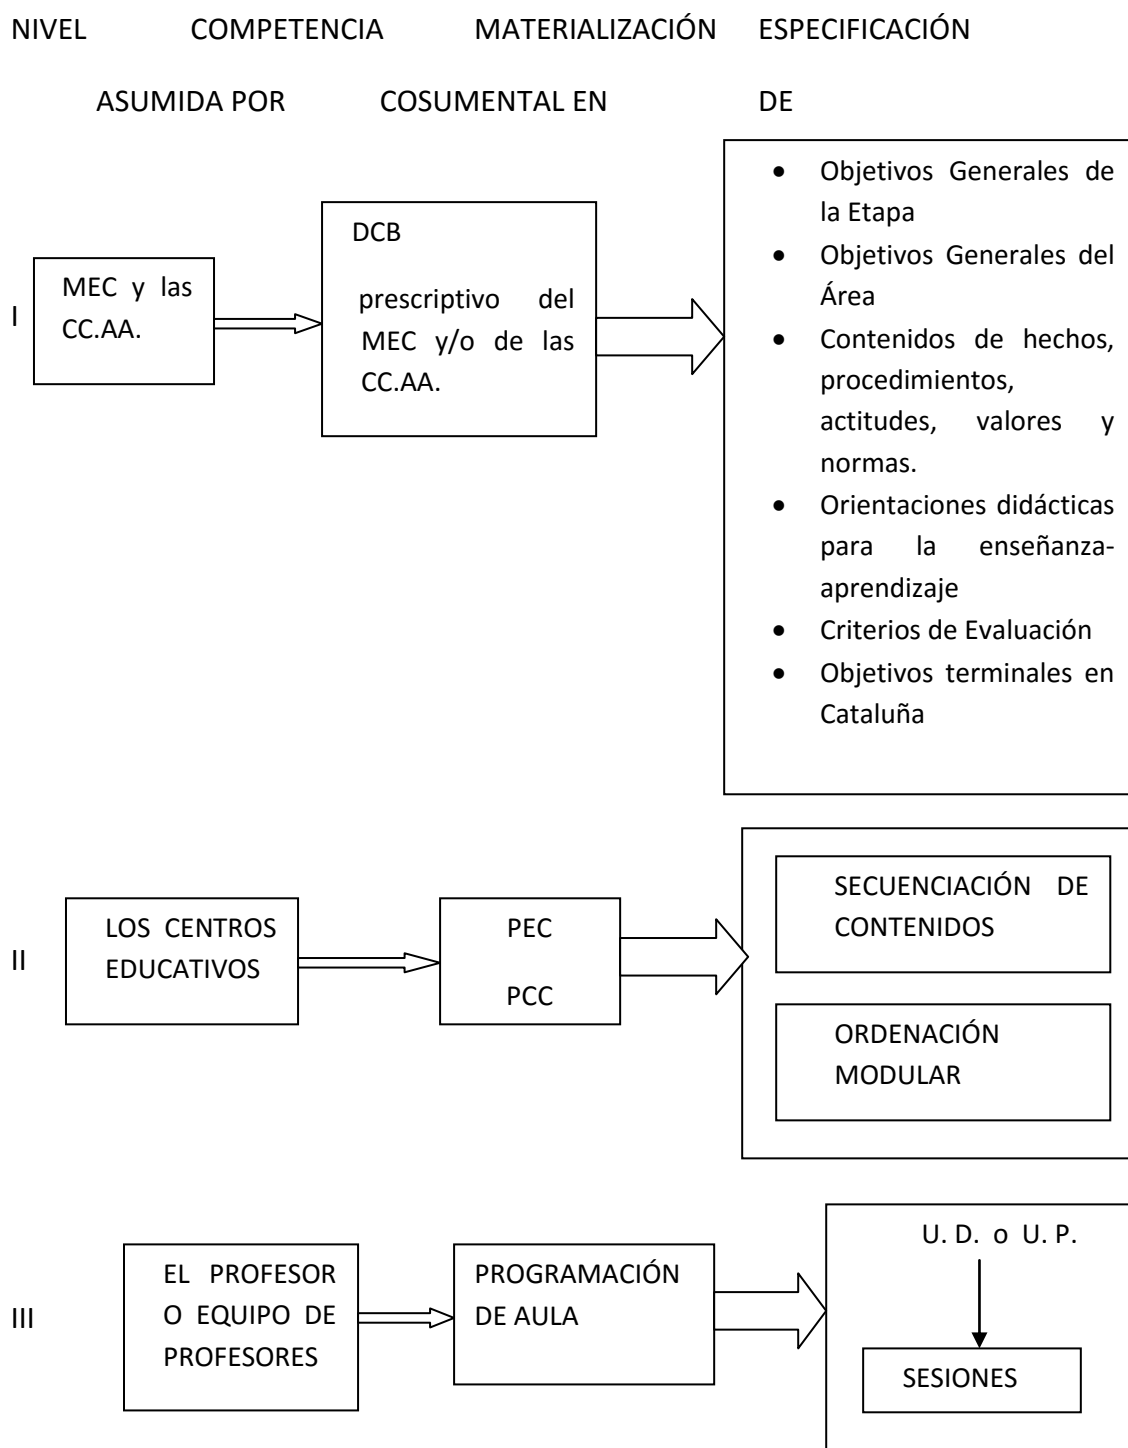 NIVEL COMPETENCIA MATERIALIZACIÓN ESPECIFICACIÓN
ASUMIDA POR COSUMENTAL EN DE
I
MEC y las
CC.AA.
DCB
prescriptivo del
MEC y/o de las
CC.AA.
• Objetivos Generales de
la Etapa
• Objetivos Generales del
Área
• Contenidos de hechos,
procedimientos,
actitudes, valores y
normas.
• Orientaciones didácticas
para la enseñanza-
aprendizaje
• Criterios de Evaluación
• Objetivos terminales en
Cataluña
II
LOS CENTROS
EDUCATIVOS
PEC
PCC
SECUENCIACIÓN DE
CONTENIDOS
ORDENACIÓN
MODULAR
III
EL PROFESOR
O EQUIPO DE
PROFESORES
PROGRAMACIÓN
DE AULA
U. D. o U. P.
SESIONES